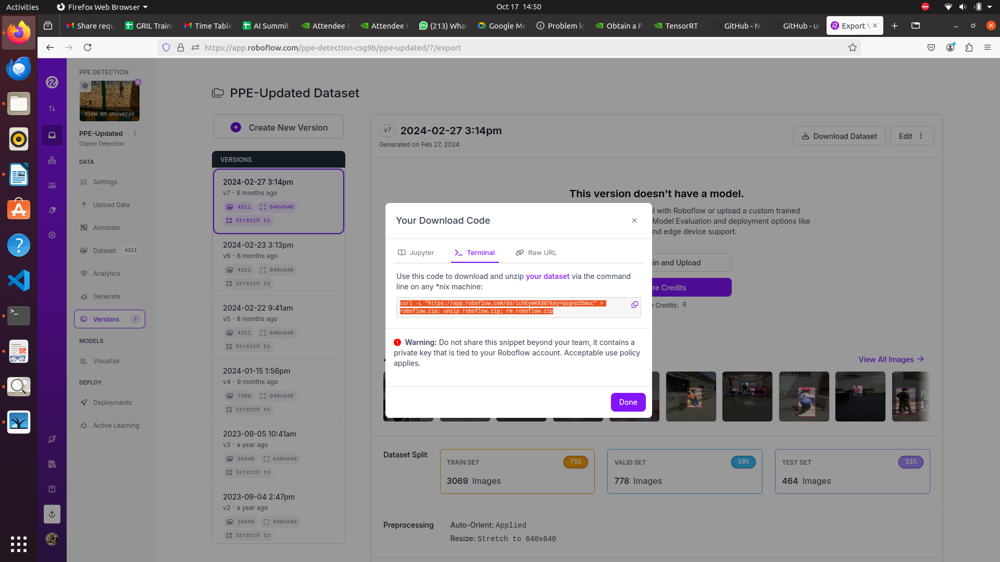 Activities
Firefox Web Browser
Oct 17 14:50
Share requ
GRIL Traini
Time Table
AI Summit
Attendee F
Attendee F
(213) What
Google Me
Problem lo
Obtain a P
TensorRT -
GitHub - N
GitHub - ul
Export V
https://app.roboflow.com/ppe-detection-csg9b/ppe-updated/7/export
PPE DETECTION
View on Universe
PPE-Updated
Object Detection
DATA
Settings
Upload Data
Annotate
Dataset 4311
Analytics
Generate
Versions 7
MODELS
Visualize
DEPLOY
Deployments
Active Learning
PPE-Updated Dataset
Create New Version
VERSIONS
2024-02-27 3:14pm
v7 · 8 months ago
4311 640x640
Stretch to
2024-02-23 3:13pm
v6 · 8 months ago
4311 640x640
Stretch to
2024-02-22 9:41am
v5 · 8 months ago
4311 640x640
Stretch to
2024-01-15 1:56pm
v4 · 9 months ago
7380 640x640
Stretch to
2023-09-05 10:41am
v3 · a year ago
10449 640x640
Stretch to
2023-09-04 2:47pm
v2 · a year ago
10449 640x640
Stretch to
v7 2024-02-27 3:14pm
Generated on Feb 27, 2024
Download Dataset
Edit
This version doesn't have a model.
l with Roboflow or upload a custom trained
Model Evaluation and deployment options like
nd edge device support.
in and Upload
re Credits
e Credits: 0
Your Download Code
Jupyter
Terminal
Raw URL
Use this code to download and unzip your dataset via the command
line on any *nix machine:
curl -L "https://app.roboflow.com/ds/ichEymK93G?key=qsgvp25muc" >
roboflow.zip; unzip roboflow.zip; rm roboflow.zip
Warning: Do not share this snippet beyond your team, it contains a
private key that is tied to your Roboflow account. Acceptable use policy
applies.
Done
View All Images
Dataset Split
TRAIN SET 71%
3069 Images
VALID SET 18%
778 Images
TEST SET 11%
464 Images
Preprocessing
Auto-Orient: Applied
Resize: Stretch to 640x640